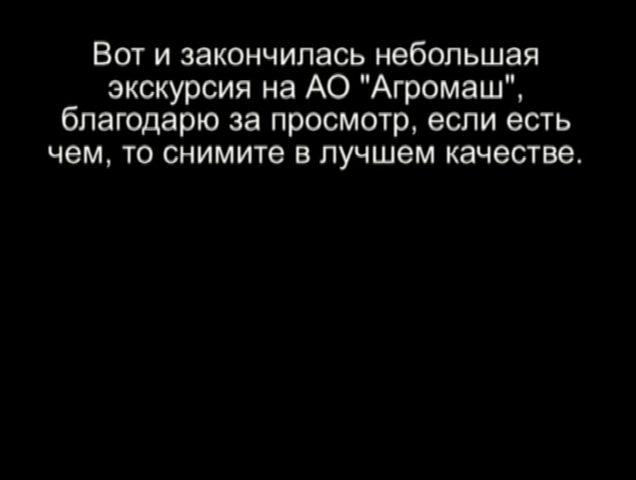 Вот и закончилась небольшая
экскурсия на АО "Агромаш",
благодарю за просмотр, если есть
чем, то снимите в лучшем качестве.